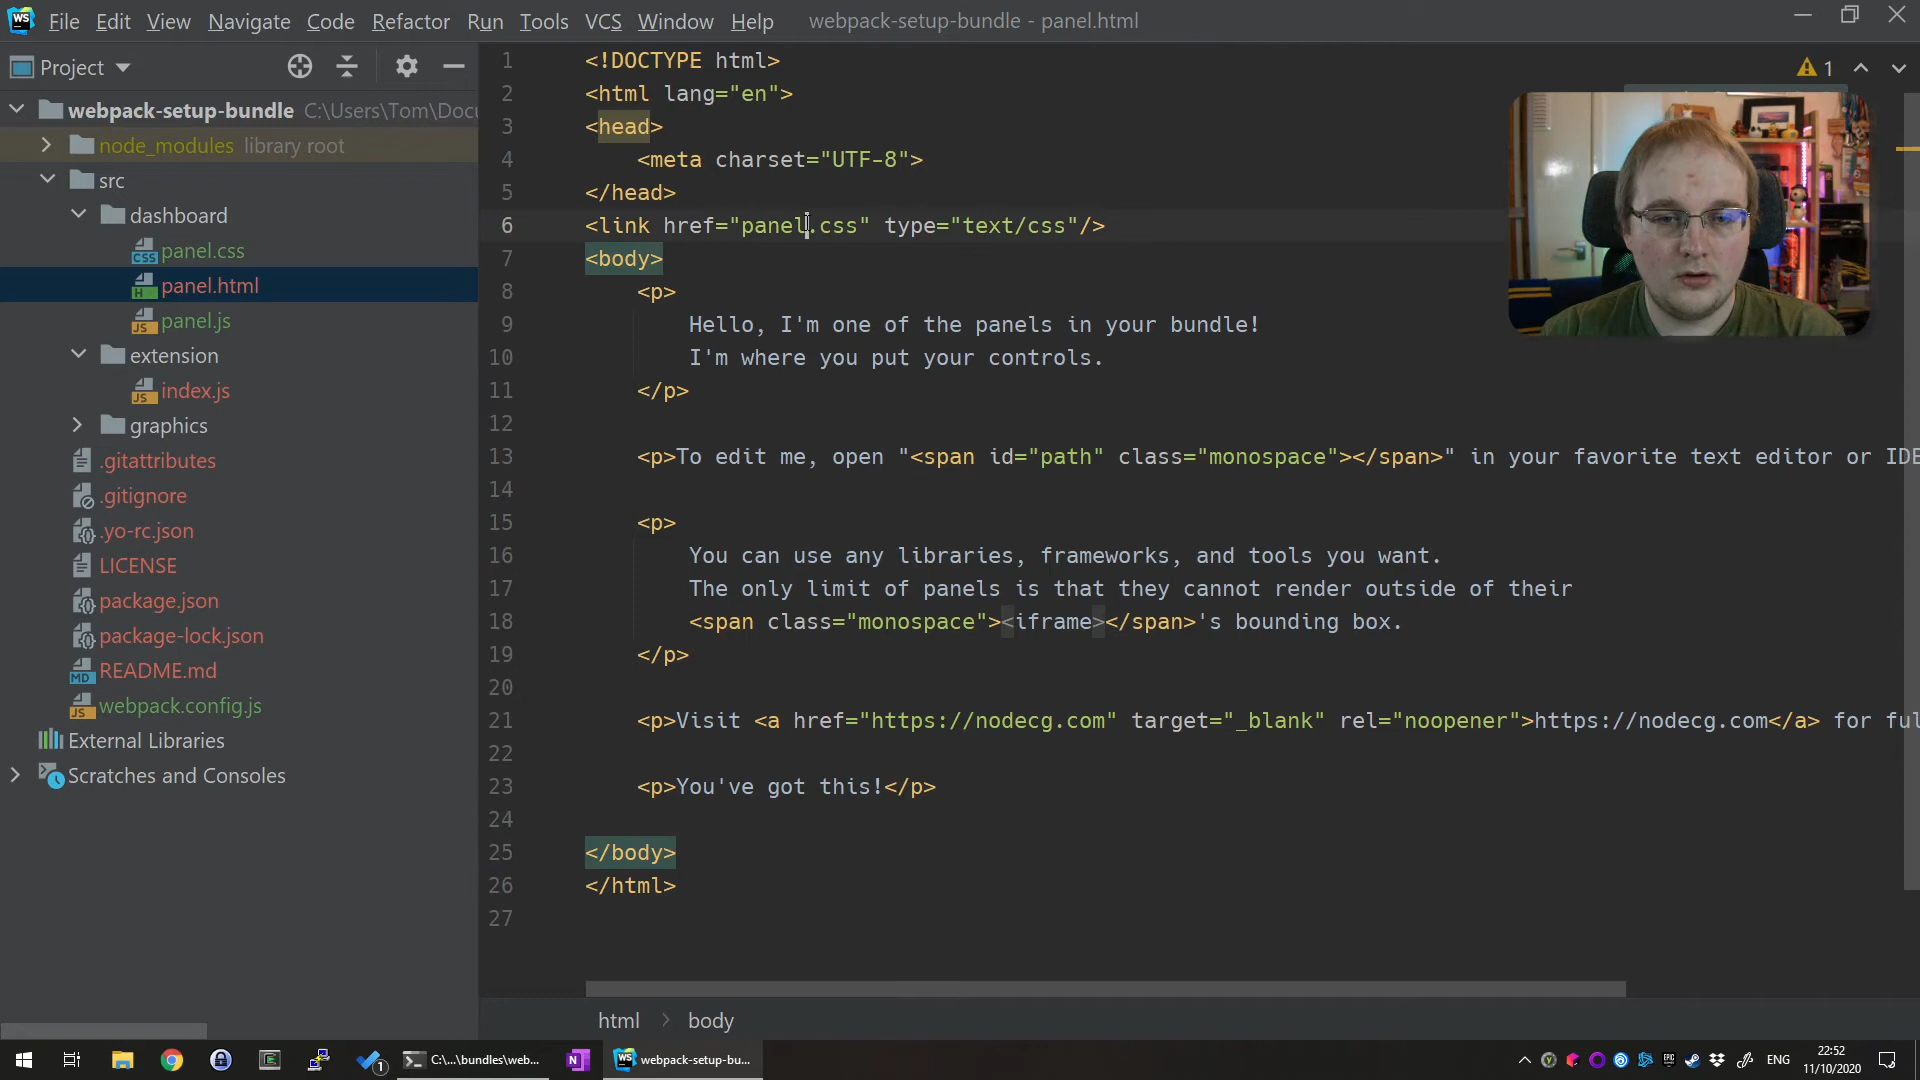 WS File Edit View Navigate Code Refactor Run Tools VCS Window Help webpack-setup-bundle - panel.html
Project
webpack-setup-bundle C:\Users\Tom\Docu
node_modules library root
src
dashboard
panel.css
panel.html
panel.js
extension
index.js
graphics
.gitattributes
.gitignore
.yo-rc.json
LICENSE
package.json
package-lock.json
README.md
webpack.config.js
External Libraries
Scratches and Consoles
1
1 <!DOCTYPE html>
2 <html lang="en">
3 <head>
4 <meta charset="UTF-8">
5 </head>
6 <link href="panel.css" type="text/css"/>
7 <body>
8 <p>
9 Hello, I'm one of the panels in your bundle!
10 I'm where you put your controls.
11 </p>
12
13 <p>To edit me, open "<span id="path" class="monospace"></span>" in your favorite text editor or IDE
14
15 <p>
16 You can use any libraries, frameworks, and tools you want.
17 The only limit of panels is that they cannot render outside of their
18 <span class="monospace"><iframe></span>'s bounding box.
19 </p>
20
21 <p>Visit <a href="https://nodecg.com" target="_blank" rel="noopener">https://nodecg.com</a> for ful
22
23 <p>You've got this!</p>
24
25 </body>
26 </html>
27
html > body
1 C:\...\bundles\web... N WS webpack-setup-bu... ENG 22:52
11/10/2020